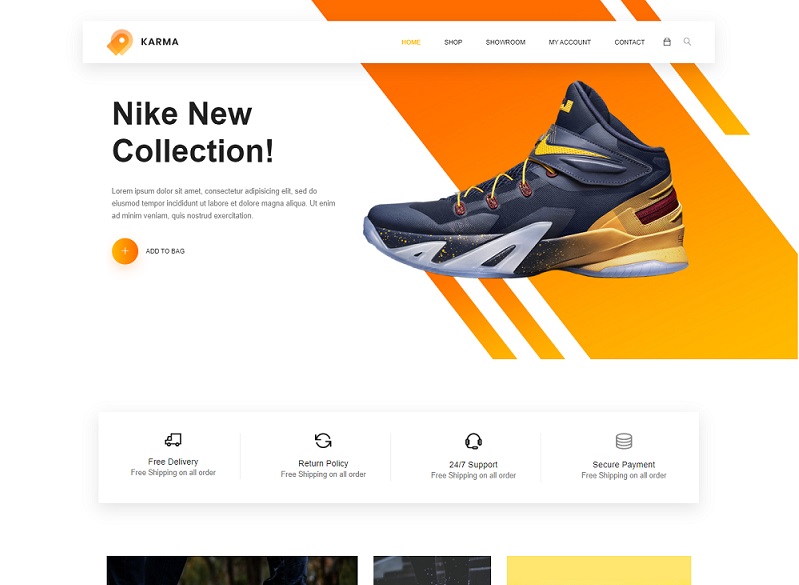 KARMA
HOME SHOP SHOWROOM MY ACCOUNT CONTACT
Nike New
Collection!
Lorem ipsum dolor sit amet, consectetur adipisicing elit, sed do
eiusmod tempor incididunt ut labore et dolore magna aliqua. Ut enim
ad minim veniam, quis nostrud exercitation.
ADD TO BAG
Free Delivery
Free Shipping on all order
Return Policy
Free Shipping on all order
24/7 Support
Free Shipping on all order
Secure Payment
Free Shipping on all order